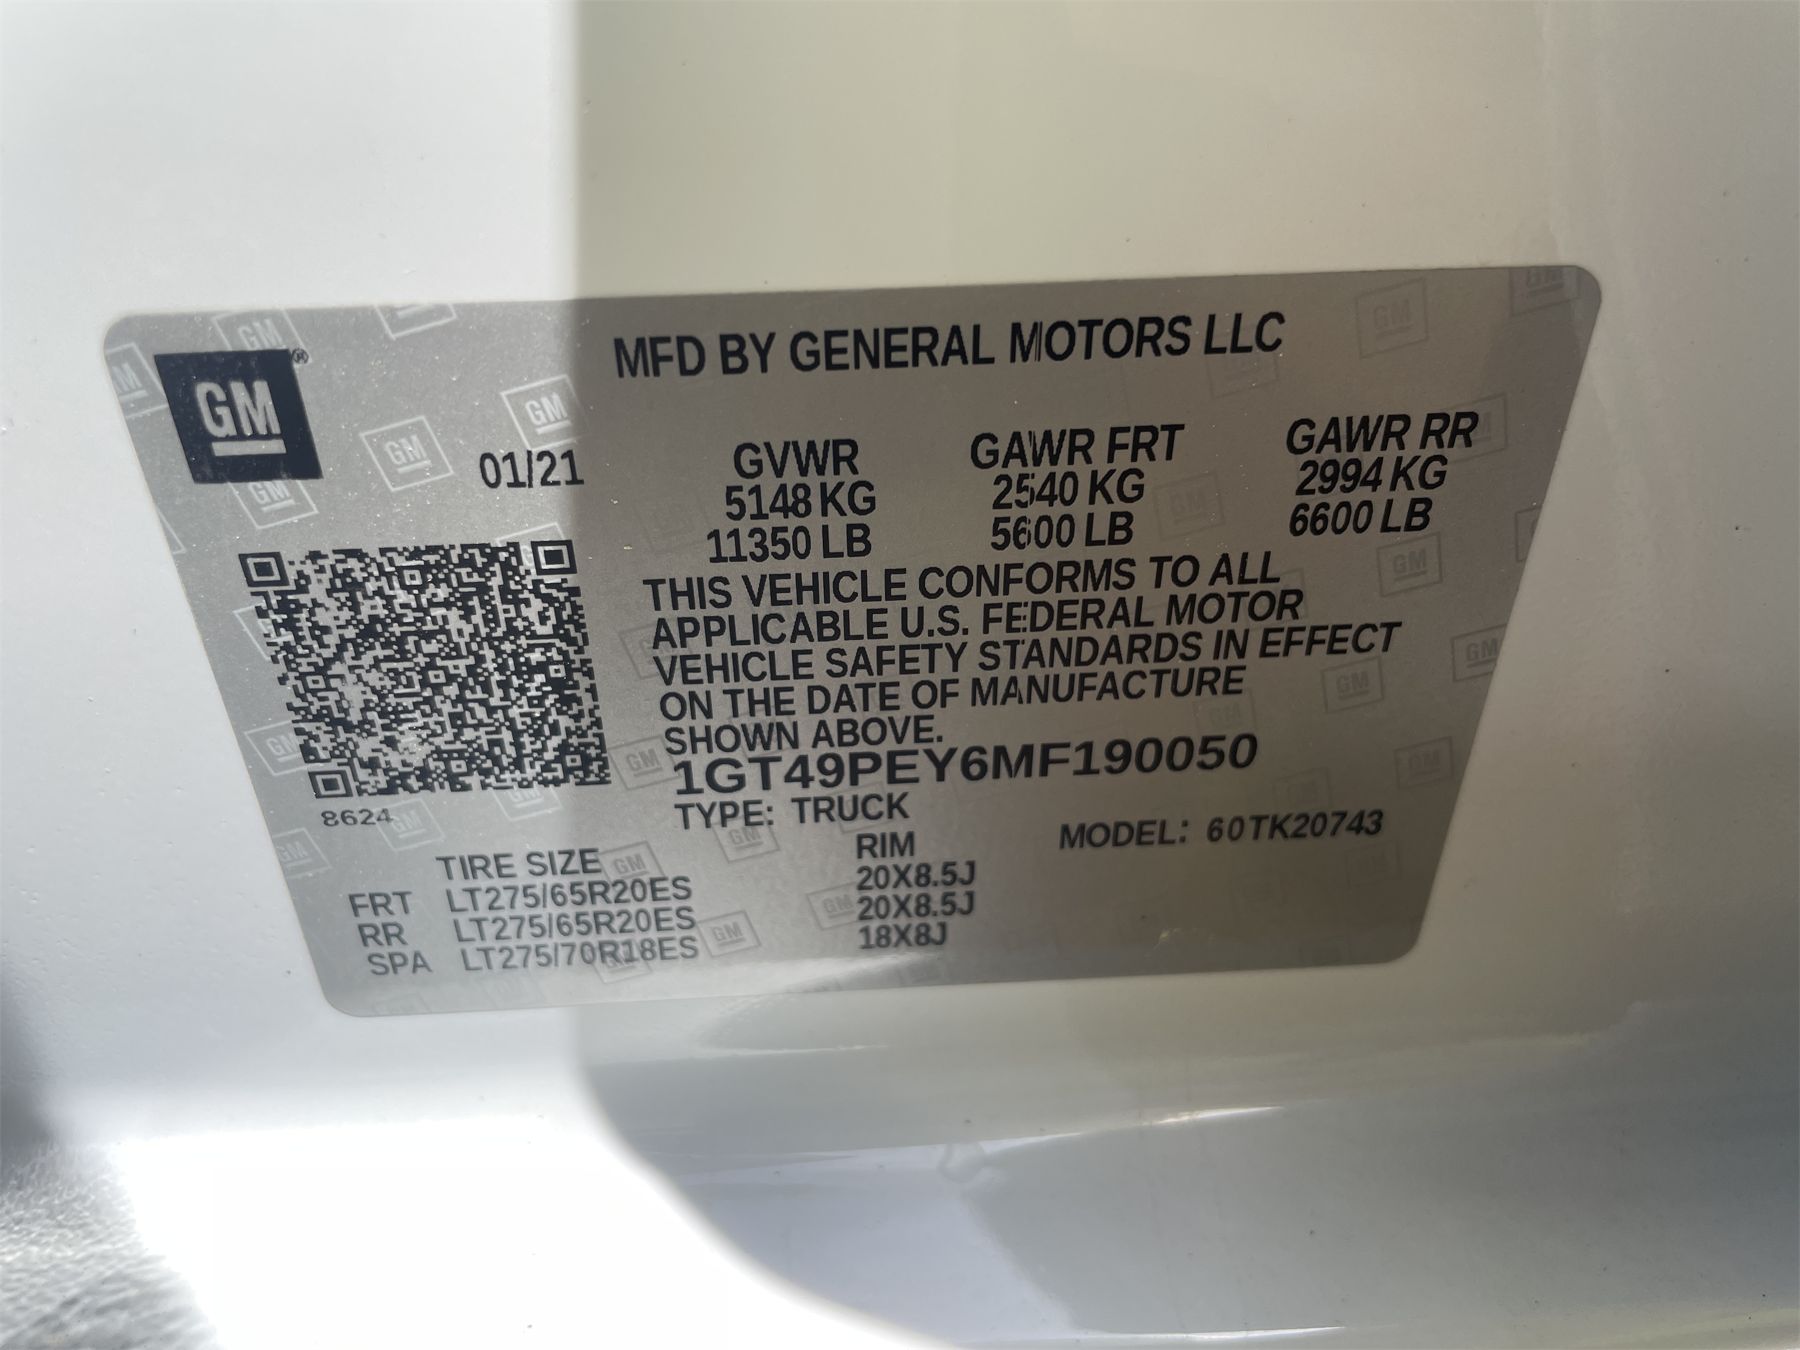 MFD BY GENERAL MOTORS LLC
GM®
01/21
GVWR GAWR FRT GAWR RR
5148 KG 2540 KG 2994 KG
11350 LB 5600 LB 6600 LB
THIS VEHICLE CONFORMS TO ALL
APPLICABLE U.S. FEDERAL MOTOR
VEHICLE SAFETY STANDARDS IN EFFECT
ON THE DATE OF MANUFACTURE
SHOWN ABOVE.
1GT49PEY6MF190050
8624
TYPE: TRUCK
MODEL: 60TK20743
TIRE SIZE RIM
FRT LT275/65R20ES 20X8.5J
RR LT275/65R20ES 20X8.5J
SPA LT275/70R18ES 18X8J